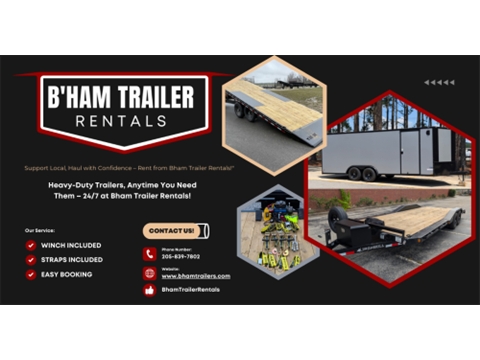 B'HAM TRAILER
RENTALS
"Support Local, Haul with Confidence – Rent from Bham Trailer Rentals!"
Heavy-Duty Trailers, Anytime You Need
Them – 24/7 at Bham Trailer Rentals!
Our Service:
WINCH INCLUDED
STRAPS INCLUDED
EASY BOOKING
CONTACT US!
Phone Number:
205-839-7802
Website:
www.bhamtrailers.com
BhamTrailerRentals